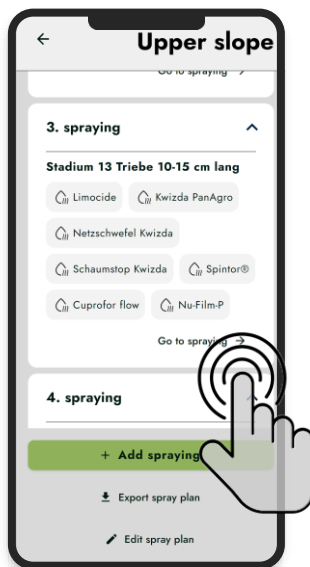 Upper slope
Go to spraying
3. spraying
Stadium 13 Triebe 10-15 cm lang
Limocide Kwizda PanAgro
Netzschwefel Kwizda
Schaumstop Kwizda Spintor®
Cuprofor flow Nu-Film-P
Go to spraying →
4. spraying
+ Add spraying
Export spray plan
Edit spray plan